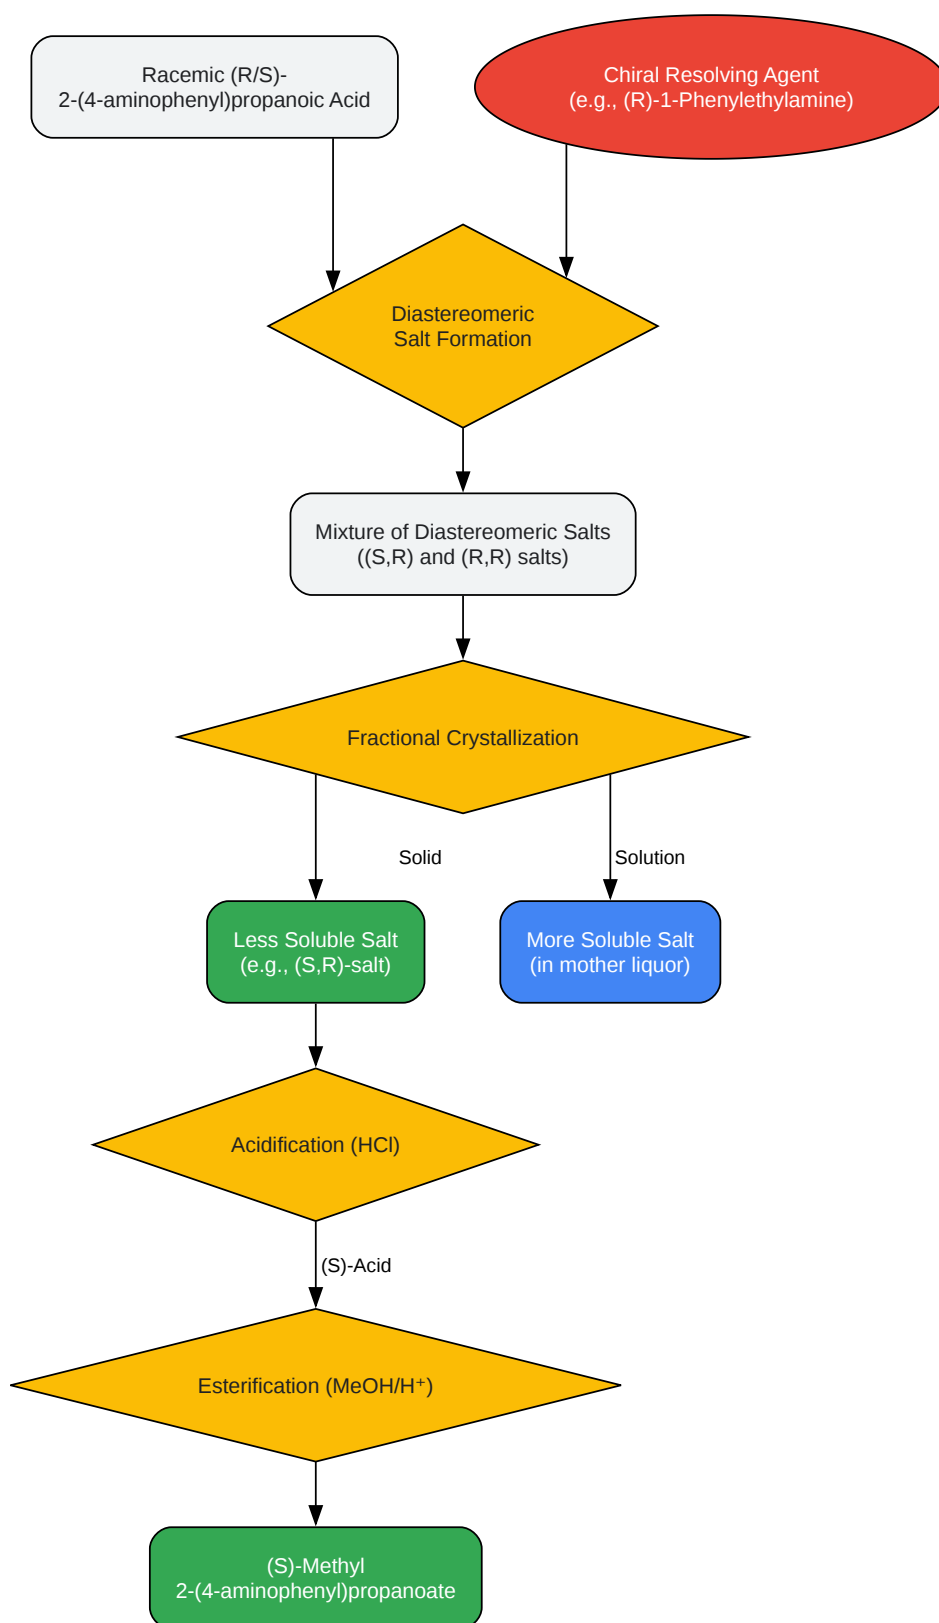 Racemic (R/S)-
2-(4-aminophenyl)propanoic Acid
Chiral Resolving Agent
(e.g., (R)-1-Phenylethylamine)
Diastereomeric
Salt Formation
Mixture of Diastereomeric Salts
((S,R) and (R,R) salts)
Fractional Crystallization
Solid
Solution
Less Soluble Salt
(e.g., (S,R)-salt)
More Soluble Salt
(in mother liquor)
Acidification (HCl)
(S)-Acid
Esterification (MeOH/H⁺)
(S)-Methyl
2-(4-aminophenyl)propanoate